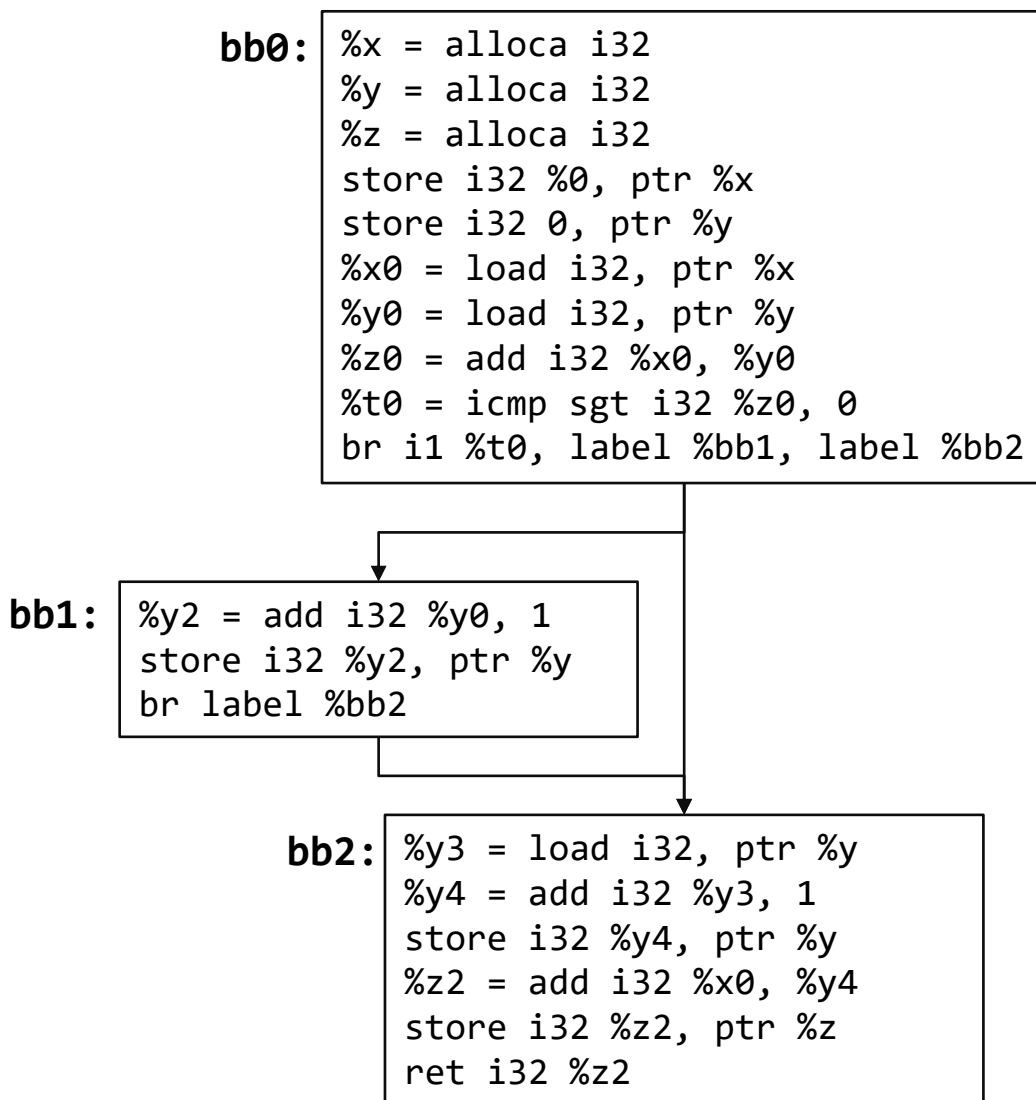 bb0:
%x = alloca i32
%y = alloca i32
%z = alloca i32
store i32 %0, ptr %x
store i32 0, ptr %y
%x0 = load i32, ptr %x
%y0 = load i32, ptr %y
%z0 = add i32 %x0, %y0
%t0 = icmp sgt i32 %z0, 0
br i1 %t0, label %bb1, label %bb2
bb1:
%y2 = add i32 %y0, 1
store i32 %y2, ptr %y
br label %bb2
bb2:
%y3 = load i32, ptr %y
%y4 = add i32 %y3, 1
store i32 %y4, ptr %y
%z2 = add i32 %x0, %y4
store i32 %z2, ptr %z
ret i32 %z2